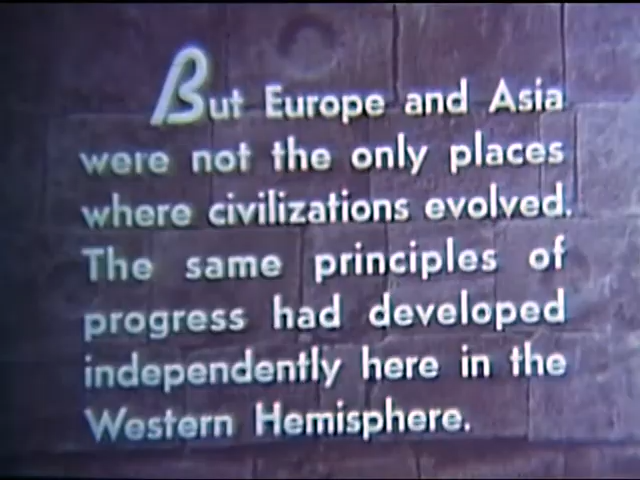 But Europe and Asia
were not the only places
where civilizations evolved.
The same principles of
progress had developed
independently here in the
Western Hemisphere.